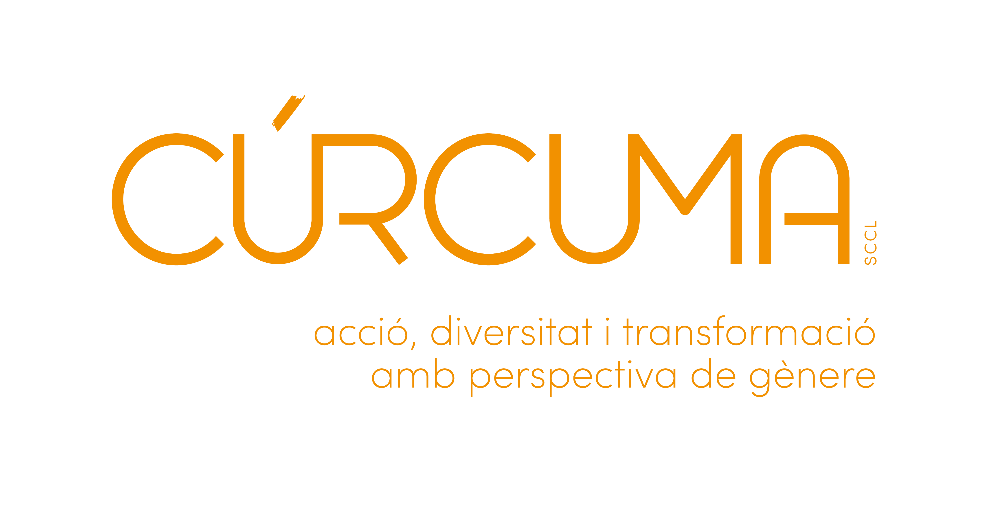 CÚRCUMA
SCCL
acció, diversitat i transformació
amb perspectiva de gènere